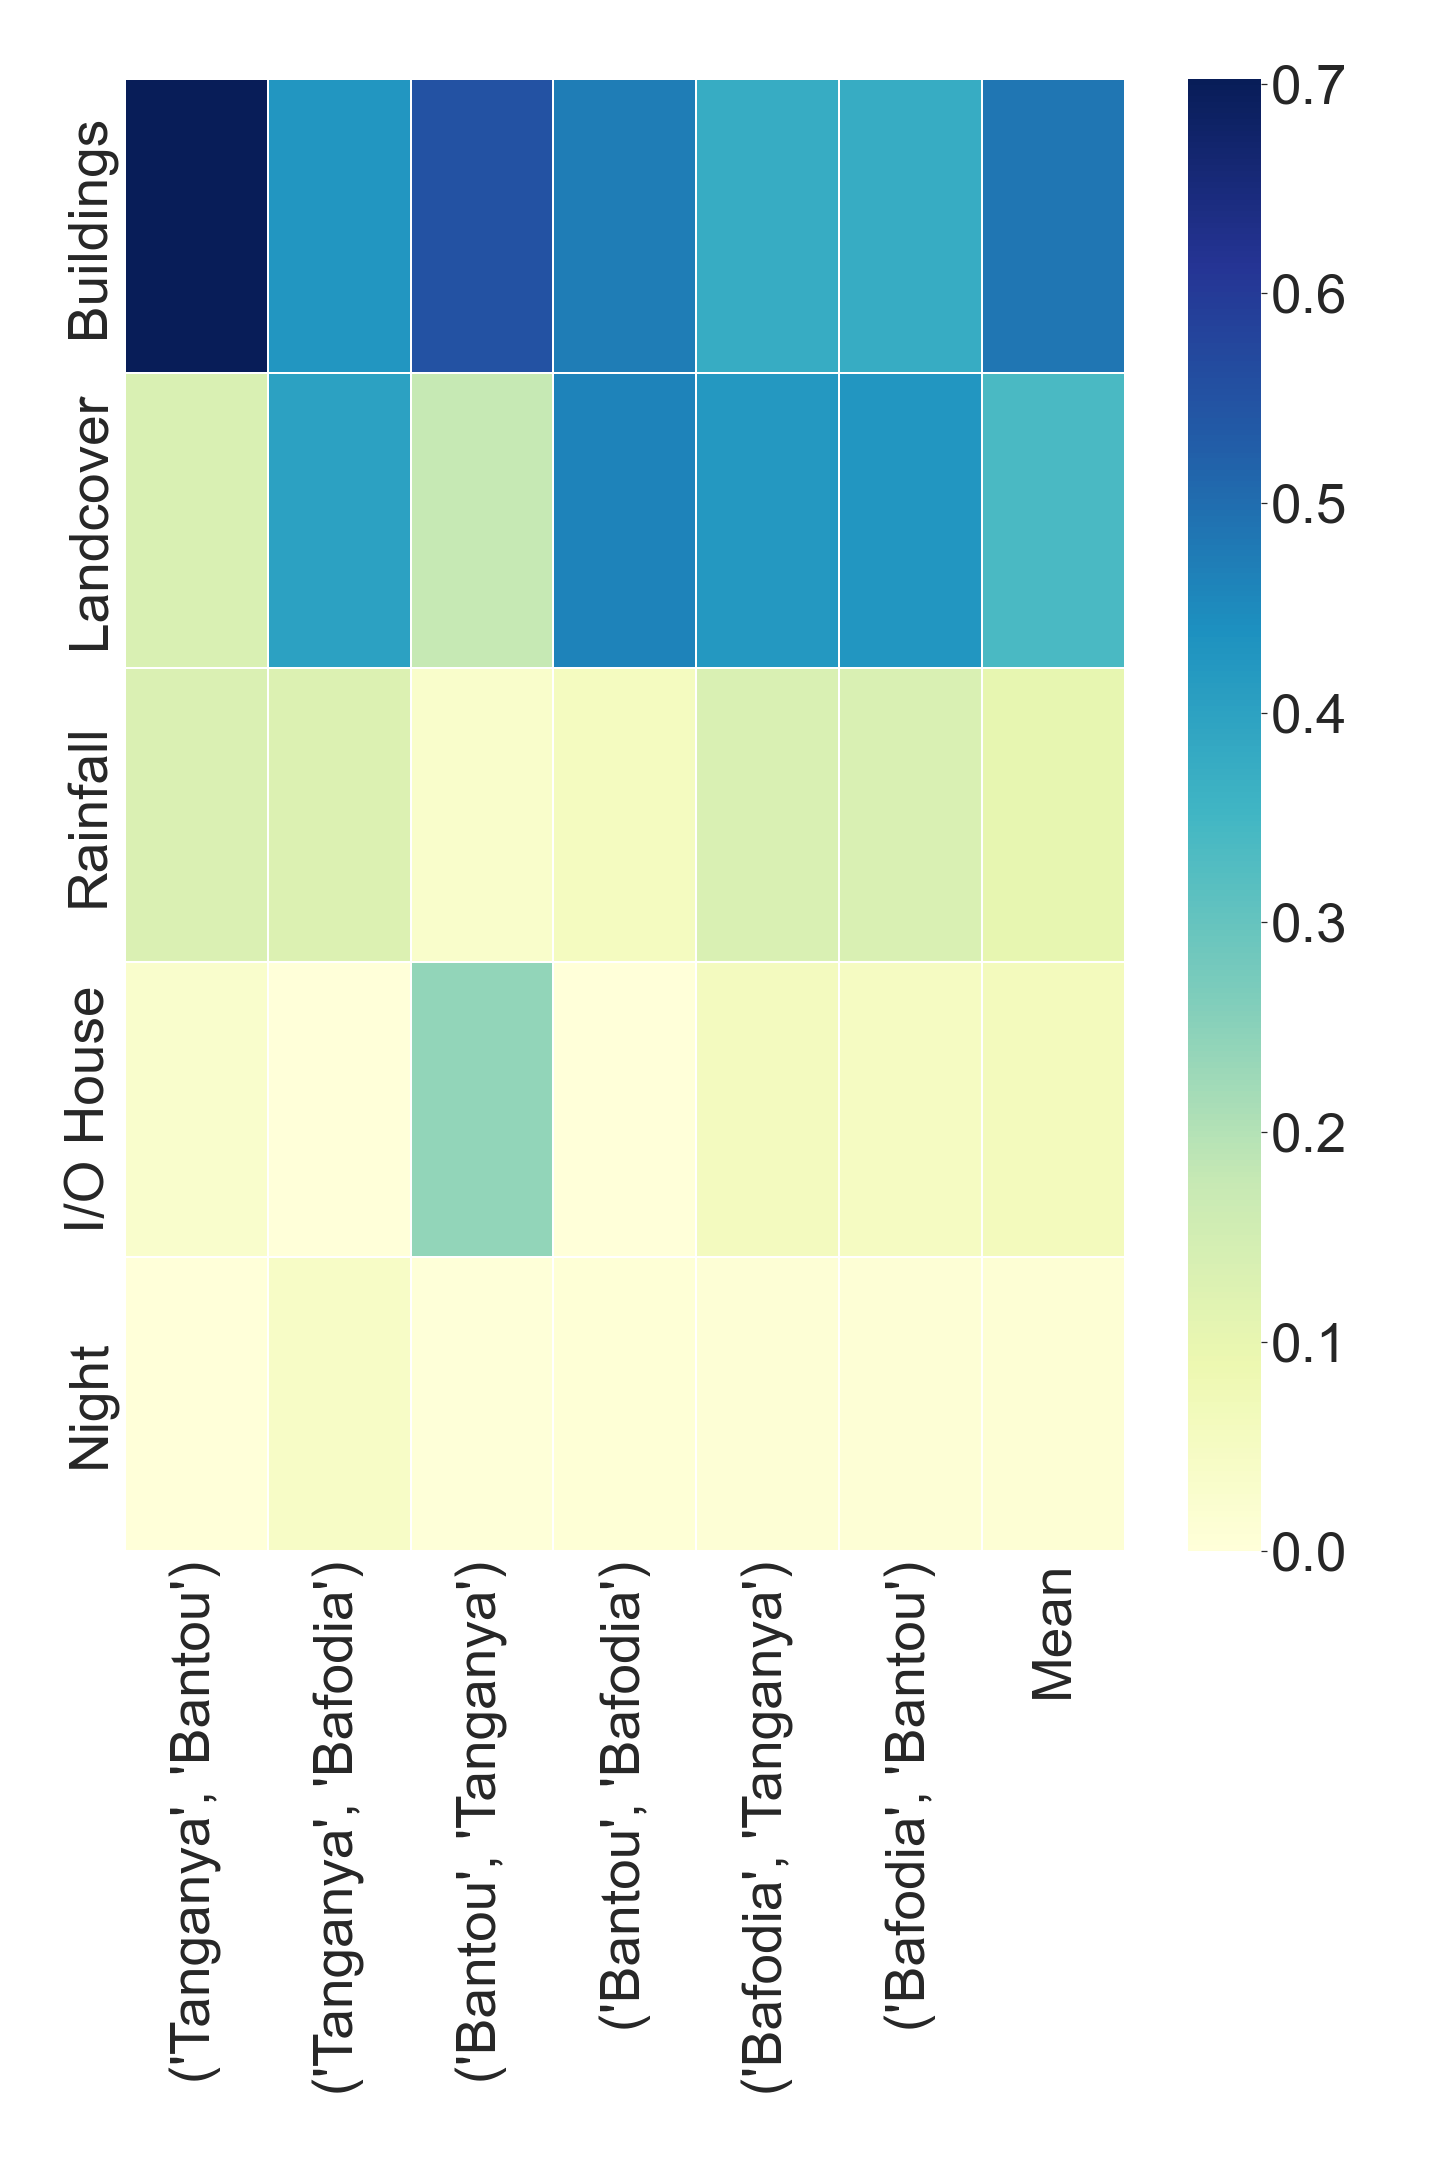 Buildings
Landcover
Rainfall
I/O House
Night
0.7
0.6
0.5
0.4
0.3
0.2
0.1
0.0
('Tanganya', 'Bantou')
('Tanganya', 'Bafodia')
('Bantou', 'Tanganya')
('Bantou', 'Bafodia')
('Bafodia', 'Tanganya')
('Bafodia', 'Bantou')
Mean